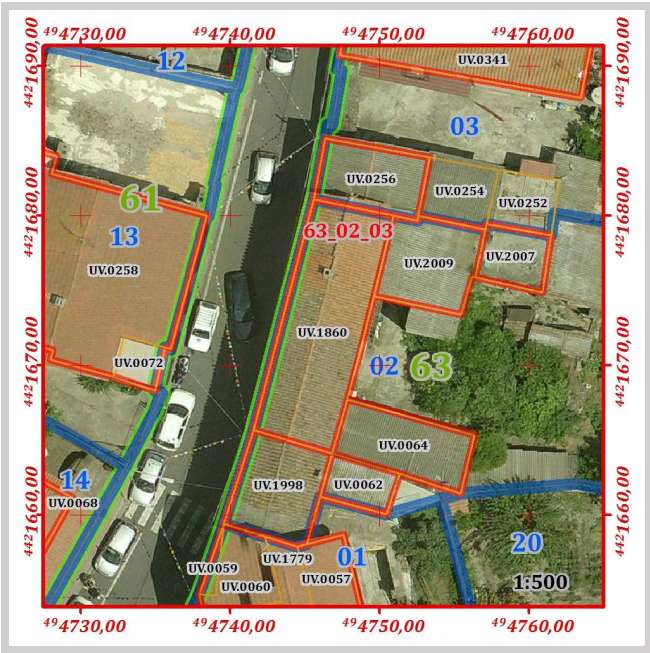 ⁴⁹4730,00 ⁴⁹4740,00 ⁴⁹4750,00 ⁴⁹4760,00
⁴⁴²1690,00 ⁴⁴²1690,00
12
UV.0341
03
UV.0256
UV.0254
UV.0252
61
⁴⁴²1680,00 ⁴⁴²1680,00
63_02_03
13
UV.2009
UV.2007
UV.0258
UV.1860
UV.0072
02 63
⁴⁴²1670,00 ⁴⁴²1670,00
UV.0064
14
UV.1998
UV.0062
UV.0068
⁴⁴²1660,00 ⁴⁴²1660,00
20
UV.1779
01
UV.0059
UV.0060
UV.0057
1:500
⁴⁹4730,00 ⁴⁹4740,00 ⁴⁹4750,00 ⁴⁹4760,00